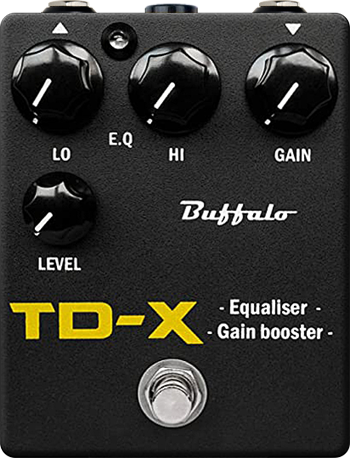 E.Q
LO HI GAIN
LEVEL
Buffalo
TD-X
- Equaliser -
- Gain booster -